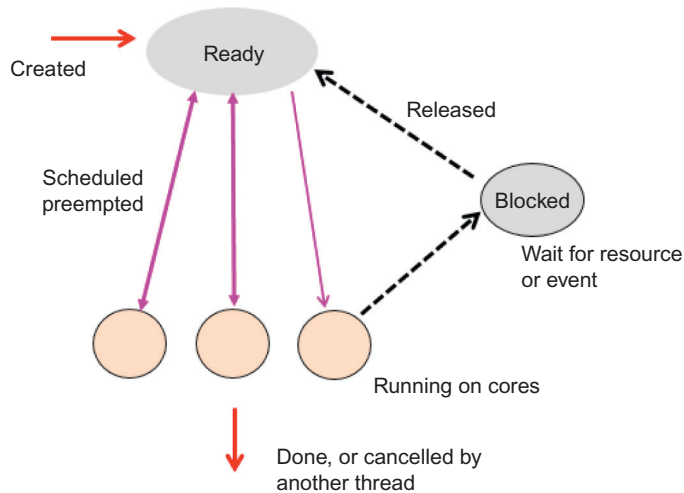 Ready
Created
Released
Scheduled
preempted
Blocked
Wait for resource
or event
Running on cores
Done, or cancelled by
another thread